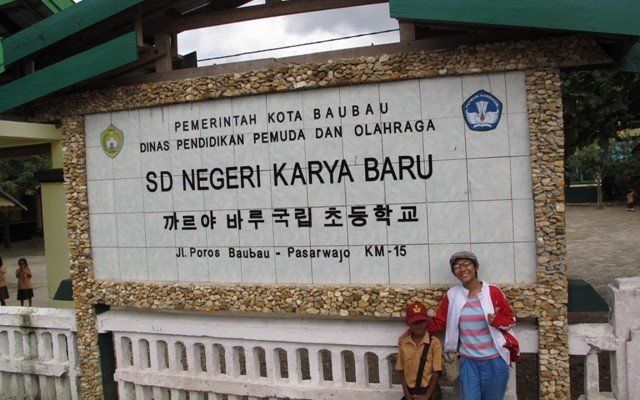 PEMERINTAH KOTA BAUBAU
DINAS PENDIDIKAN PEMUDA DAN OLAHRAGA
SD NEGERI KARYA BARU
까르야 바루 국립 초등학교
Jl. Poros Baubau - Pasarwajo KM-15